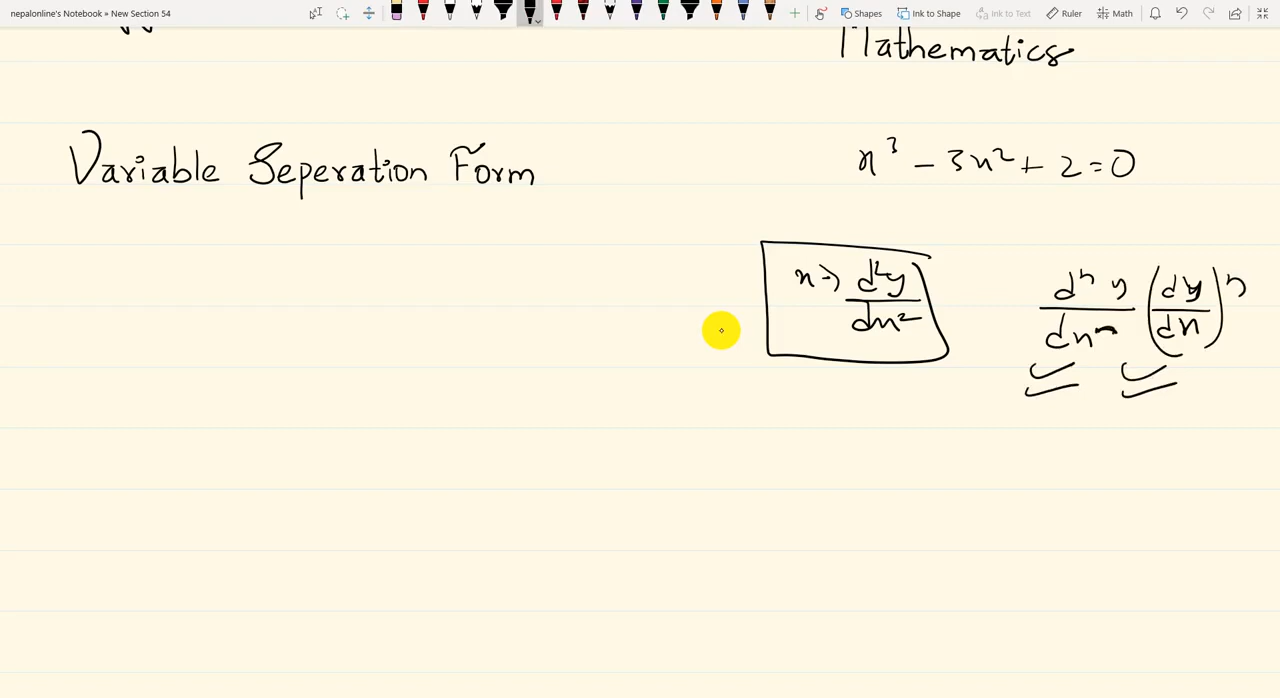 nepalonline's Notebook » New Section 54
Shapes Ink to Shape Ink to Text Ruler Math
Mathematics
Variable Seperation Form
x³ - 3x² + 2 = 0
x → d²y/dx²
dⁿy/dxⁿ (dy/dx)ⁿ